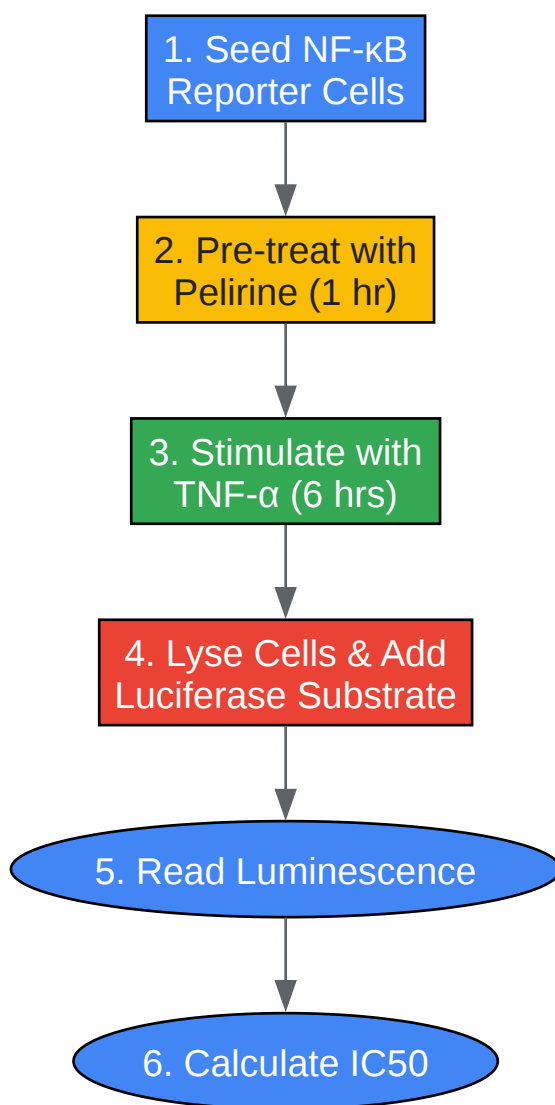 1. Seed NF-κB
Reporter Cells
2. Pre-treat with
Pelirine (1 hr)
3. Stimulate with
TNF-α (6 hrs)
4. Lyse Cells & Add
Luciferase Substrate
5. Read Luminescence
6. Calculate IC50